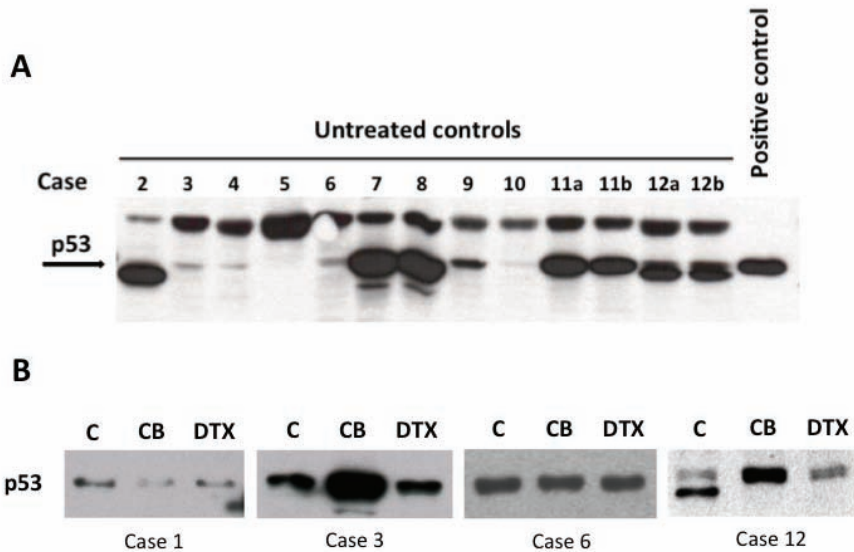 A
Untreated controls
Positive control
Case 2 3 4 5 6 7 8 9 10 11a 11b 12a 12b
p53
B
C CB DTX C CB DTX C CB DTX C CB DTX
p53
Case 1 Case 3 Case 6 Case 12